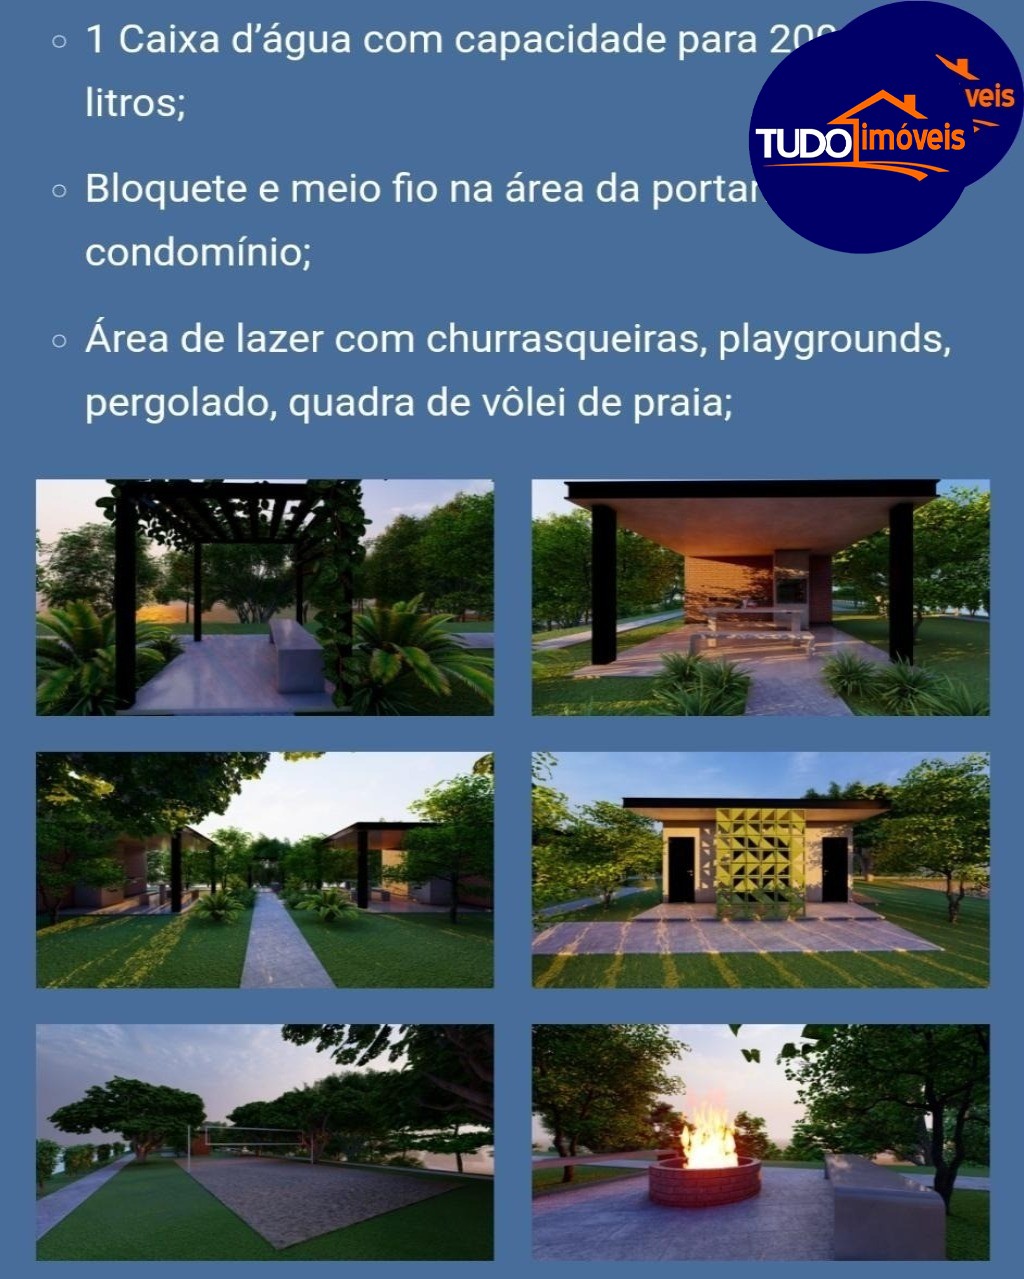 1 Caixa d’água com capacidade para
litros;
Bloquete e meio fio na área da
condomínio;
Área de lazer com churrasqueiras, playgrounds,
pergolado, quadra de vôlei de praia;
veis
TUDO imóveis